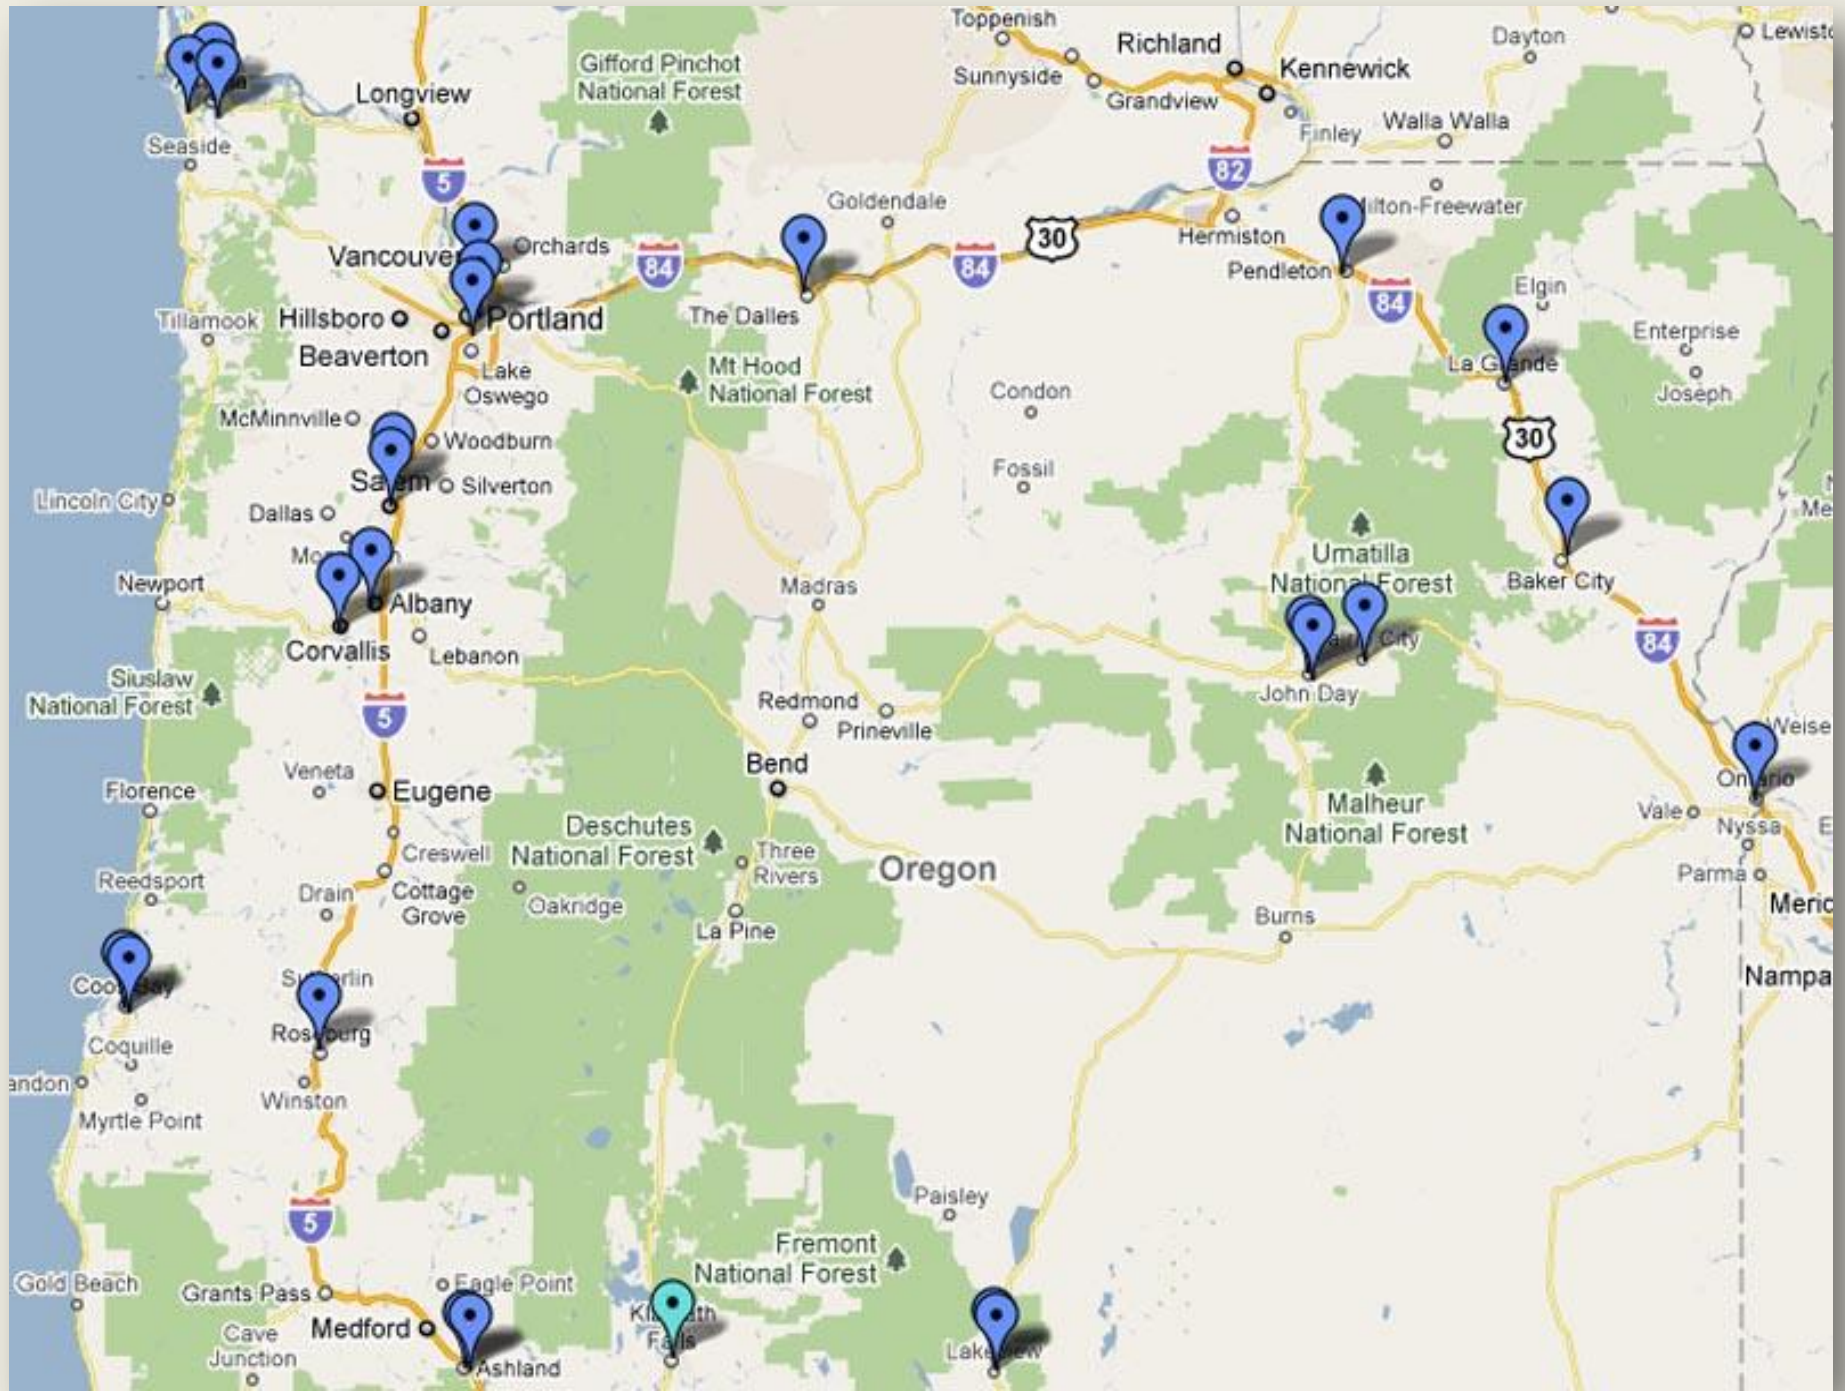 Toppenish
Richland
Dayton
Sunnyside
Kennewick
Grandview
Gifford Pinchot
National Forest
Longview
Finley
Walla Walla
Seaside
5
82
Goldendale
Hermiston
Orchards
84
84
30
Pendleton
84
Elgin
Tillamook
Hillsboro
Portland
The Dalles
Enterprise
Beaverton
Lake
Oswego
Mt Hood
National Forest
Condon
Joseph
McMinnville
Woodburn
30
Fossil
Silverton
Lincoln City
Dallas
Umatilla
National Forest
Baker City
Newport
Madras
Albany
84
Corvallis
Lebanon
Siuslaw
National Forest
John Day
5
Redmond
Prineville
Bend
Veneta
Florence
Eugene
Malheur
National Forest
Vale
Nyssa
Deschutes
National Forest
Three
Rivers
Oregon
Creswell
Reedsport
Cottage
Grove
Drain
Oakridge
La Pine
Burns
Parma
Nampa
Coquille
Winston
Myrtle Point
5
Paisley
Fremont
National Forest
Gold Beach
Grants Pass
Eagle Point
Medford
Cave
Junction
Ashland